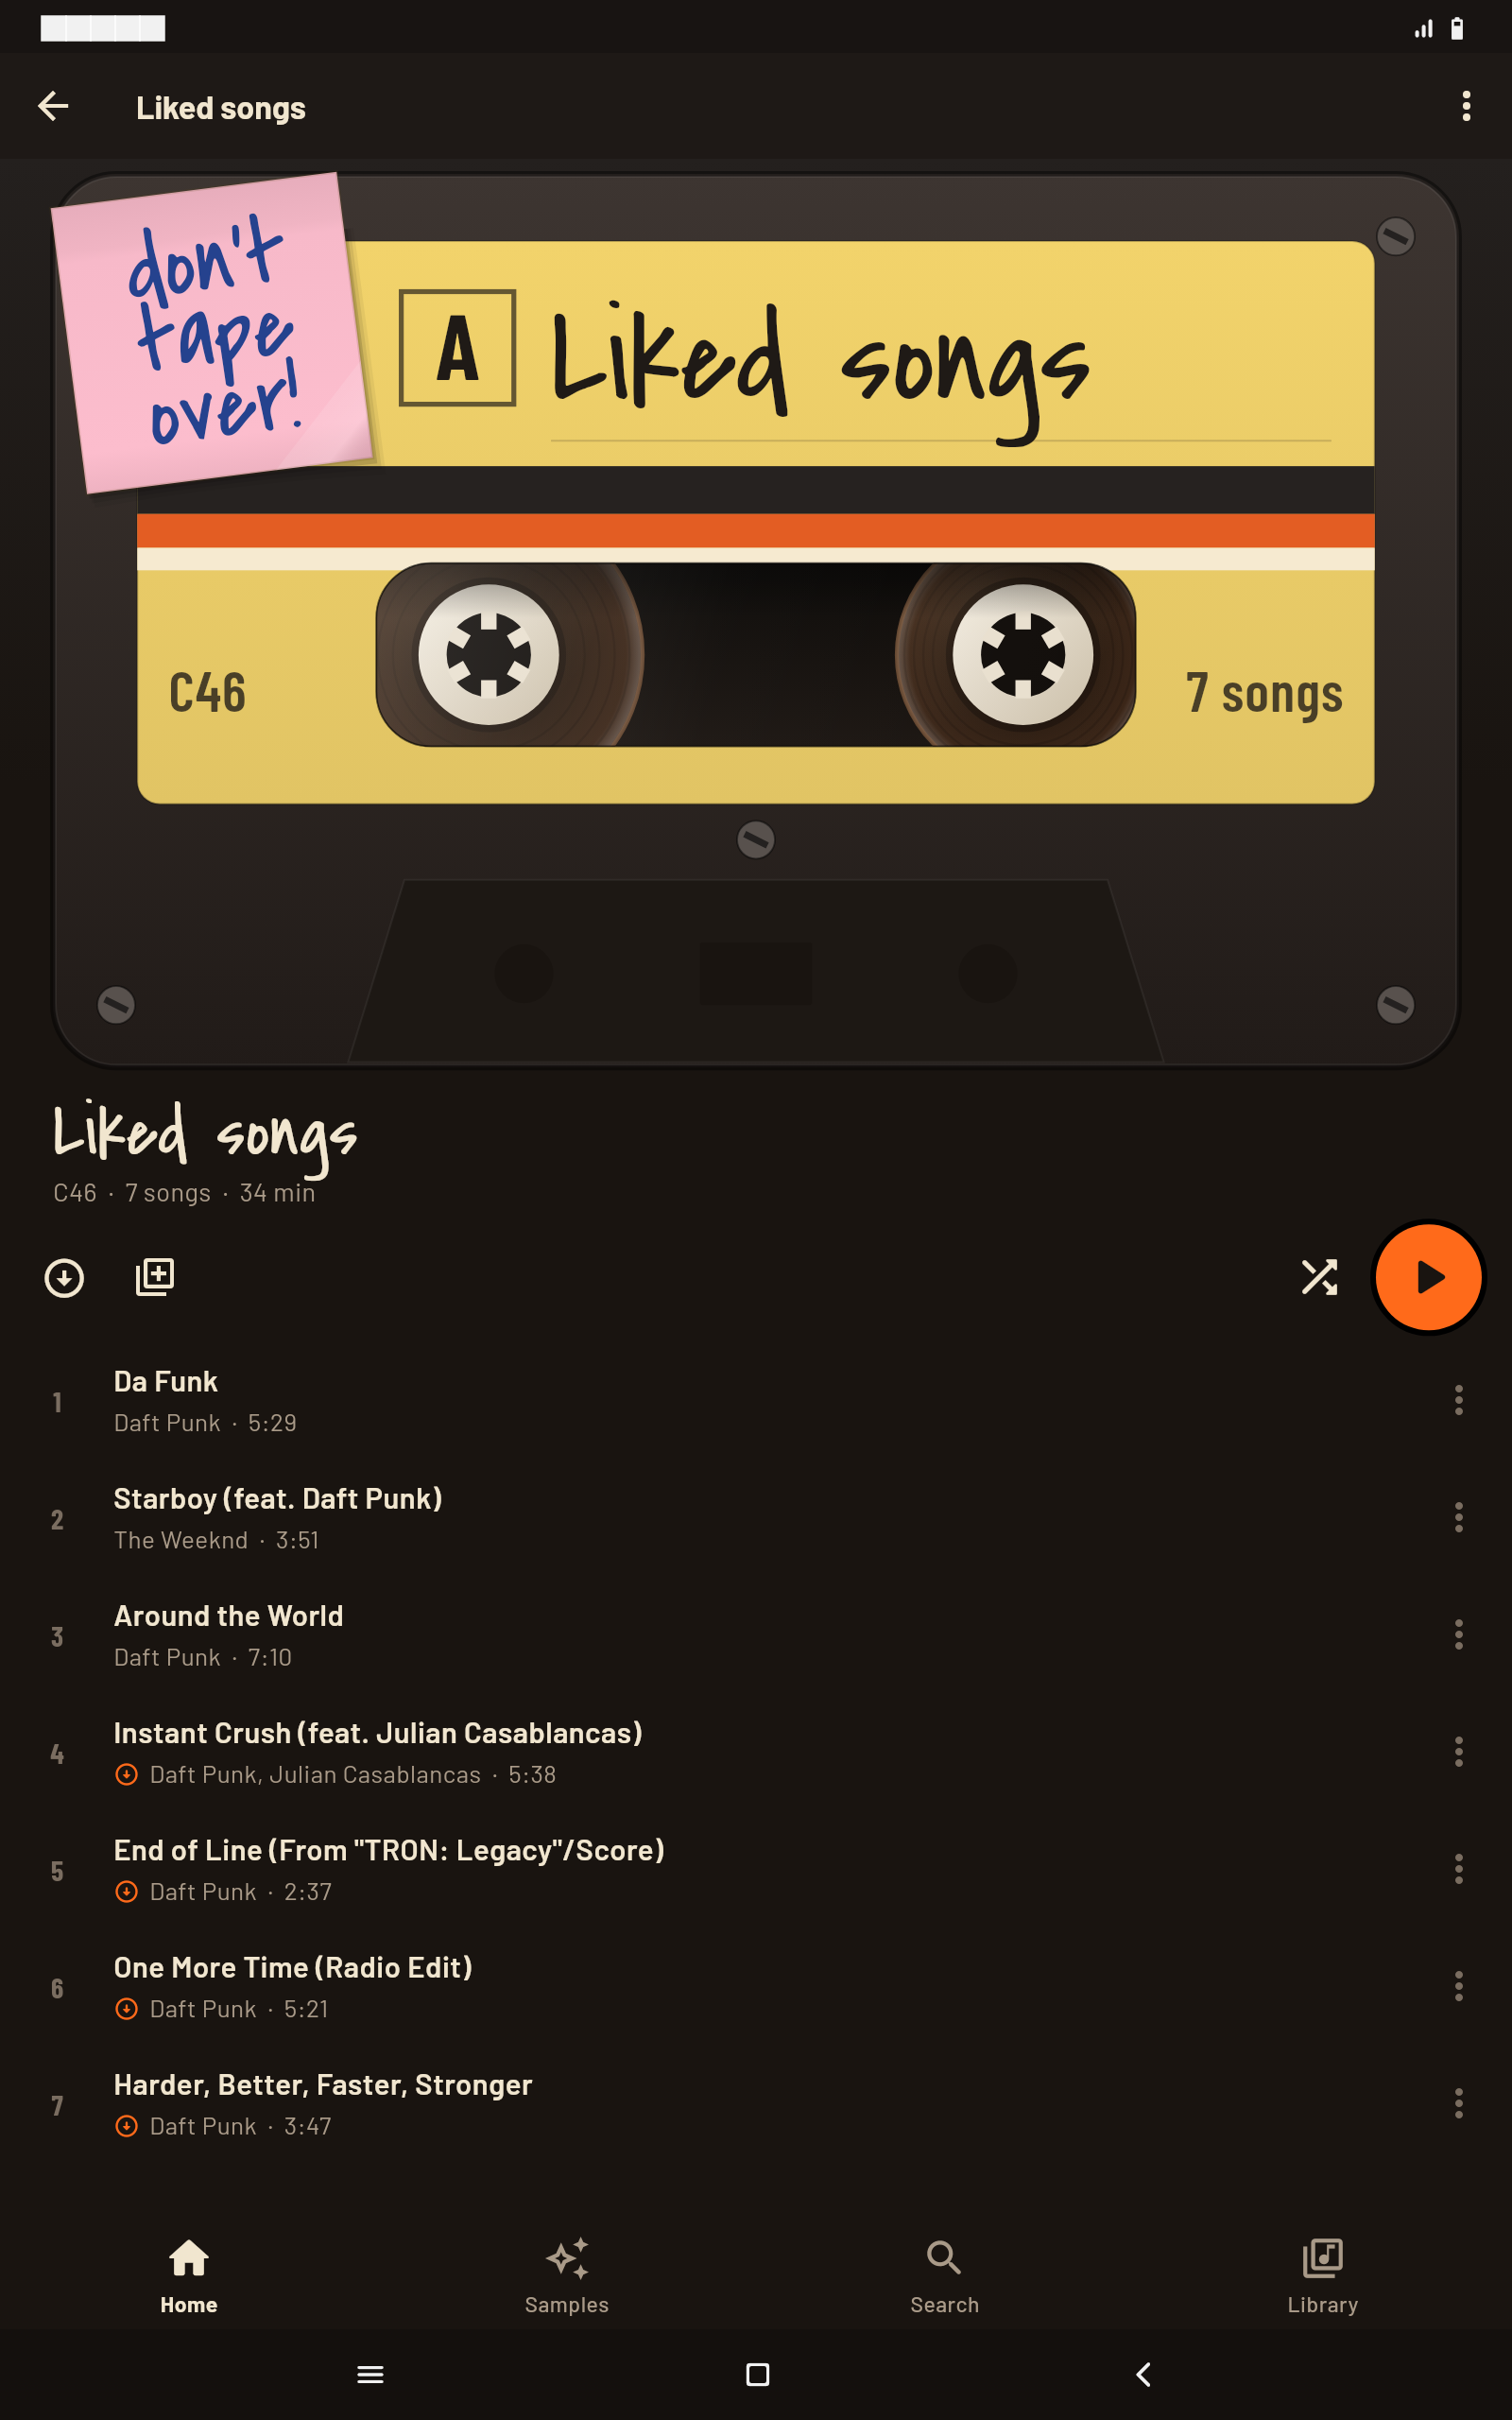 Liked songs
don't
tape
over!
A Liked songs
C46
7 songs
Liked songs
C46 · 7 songs · 34 min
1
Da Funk
Daft Punk · 5:29
2
Starboy (feat. Daft Punk)
The Weeknd · 3:51
3
Around the World
Daft Punk · 7:10
4
Instant Crush (feat. Julian Casablancas)
Daft Punk, Julian Casablancas · 5:38
5
End of Line (From "TRON: Legacy"/Score)
Daft Punk · 2:37
6
One More Time (Radio Edit)
Daft Punk · 5:21
7
Harder, Better, Faster, Stronger
Daft Punk · 3:47
Home
Samples
Search
Library